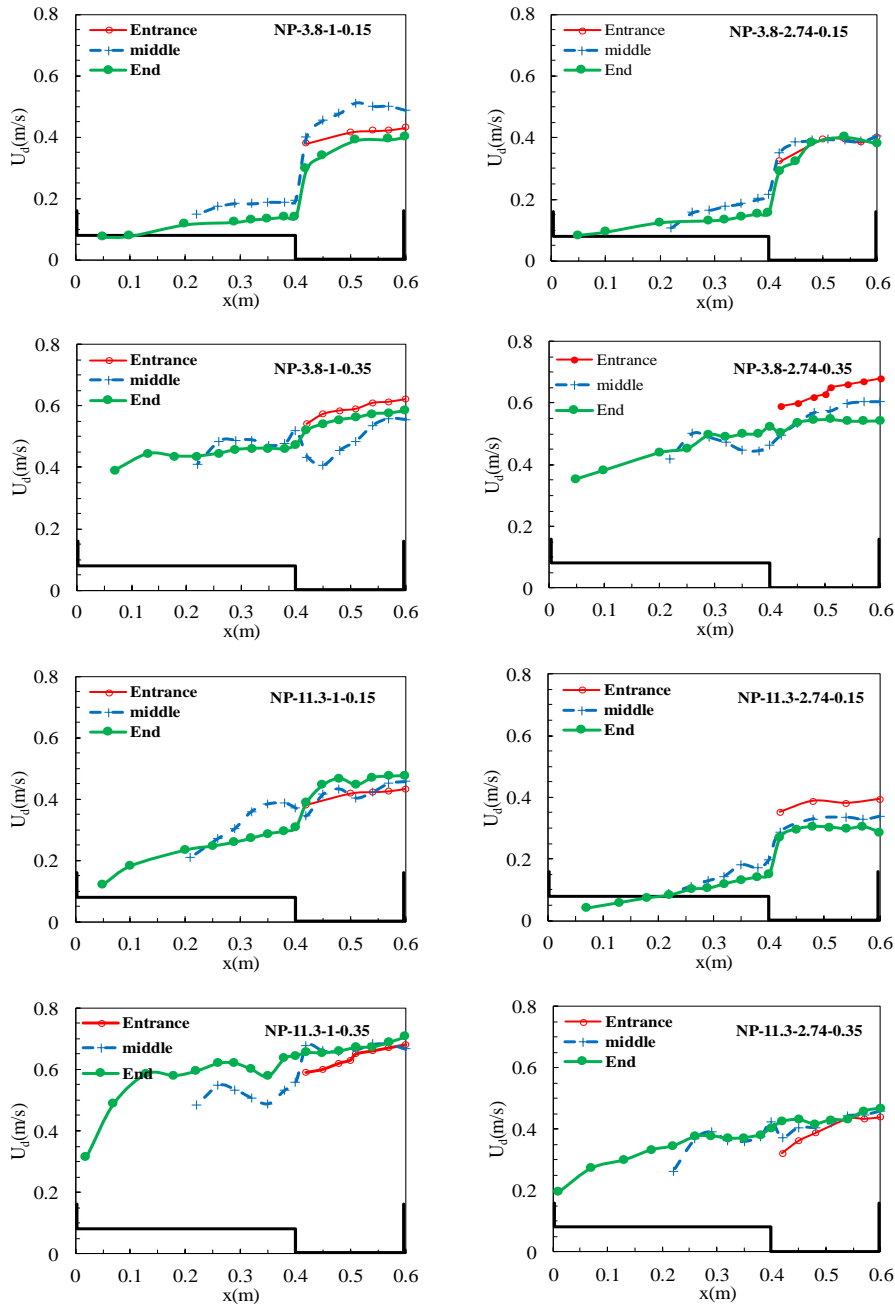 NP-3.8-1-0.15
Entrance
middle
End
U_d(m/s)
0.8
0.6
0.4
0.2
0
0 0.1 0.2 0.3 0.4 0.5 0.6
x(m)
NP-3.8-2.74-0.15
Entrance
middle
End
U_d(m/s)
0.8
0.6
0.4
0.2
0
0 0.1 0.2 0.3 0.4 0.5 0.6
x(m)
NP-3.8-1-0.35
Entrance
middle
End
U_d(m/s)
0.8
0.6
0.4
0.2
0
0 0.1 0.2 0.3 0.4 0.5 0.6
x(m)
NP-3.8-2.74-0.35
Entrance
middle
End
U_d(m/s)
0.8
0.6
0.4
0.2
0
0 0.1 0.2 0.3 0.4 0.5 0.6
x(m)
NP-11.3-1-0.15
Entrance
middle
End
U_d(m/s)
0.8
0.6
0.4
0.2
0
0 0.1 0.2 0.3 0.4 0.5 0.6
x(m)
NP-11.3-2.74-0.15
Entrance
middle
End
U_d(m/s)
0.8
0.6
0.4
0.2
0
0 0.1 0.2 0.3 0.4 0.5 0.6
x(m)
NP-11.3-1-0.35
Entrance
middle
End
U_d(m/s)
0.8
0.6
0.4
0.2
0
0 0.1 0.2 0.3 0.4 0.5 0.6
x(m)
NP-11.3-2.74-0.35
Entrance
middle
End
U_d(m/s)
0.8
0.6
0.4
0.2
0
0 0.1 0.2 0.3 0.4 0.5 0.6
x(m)